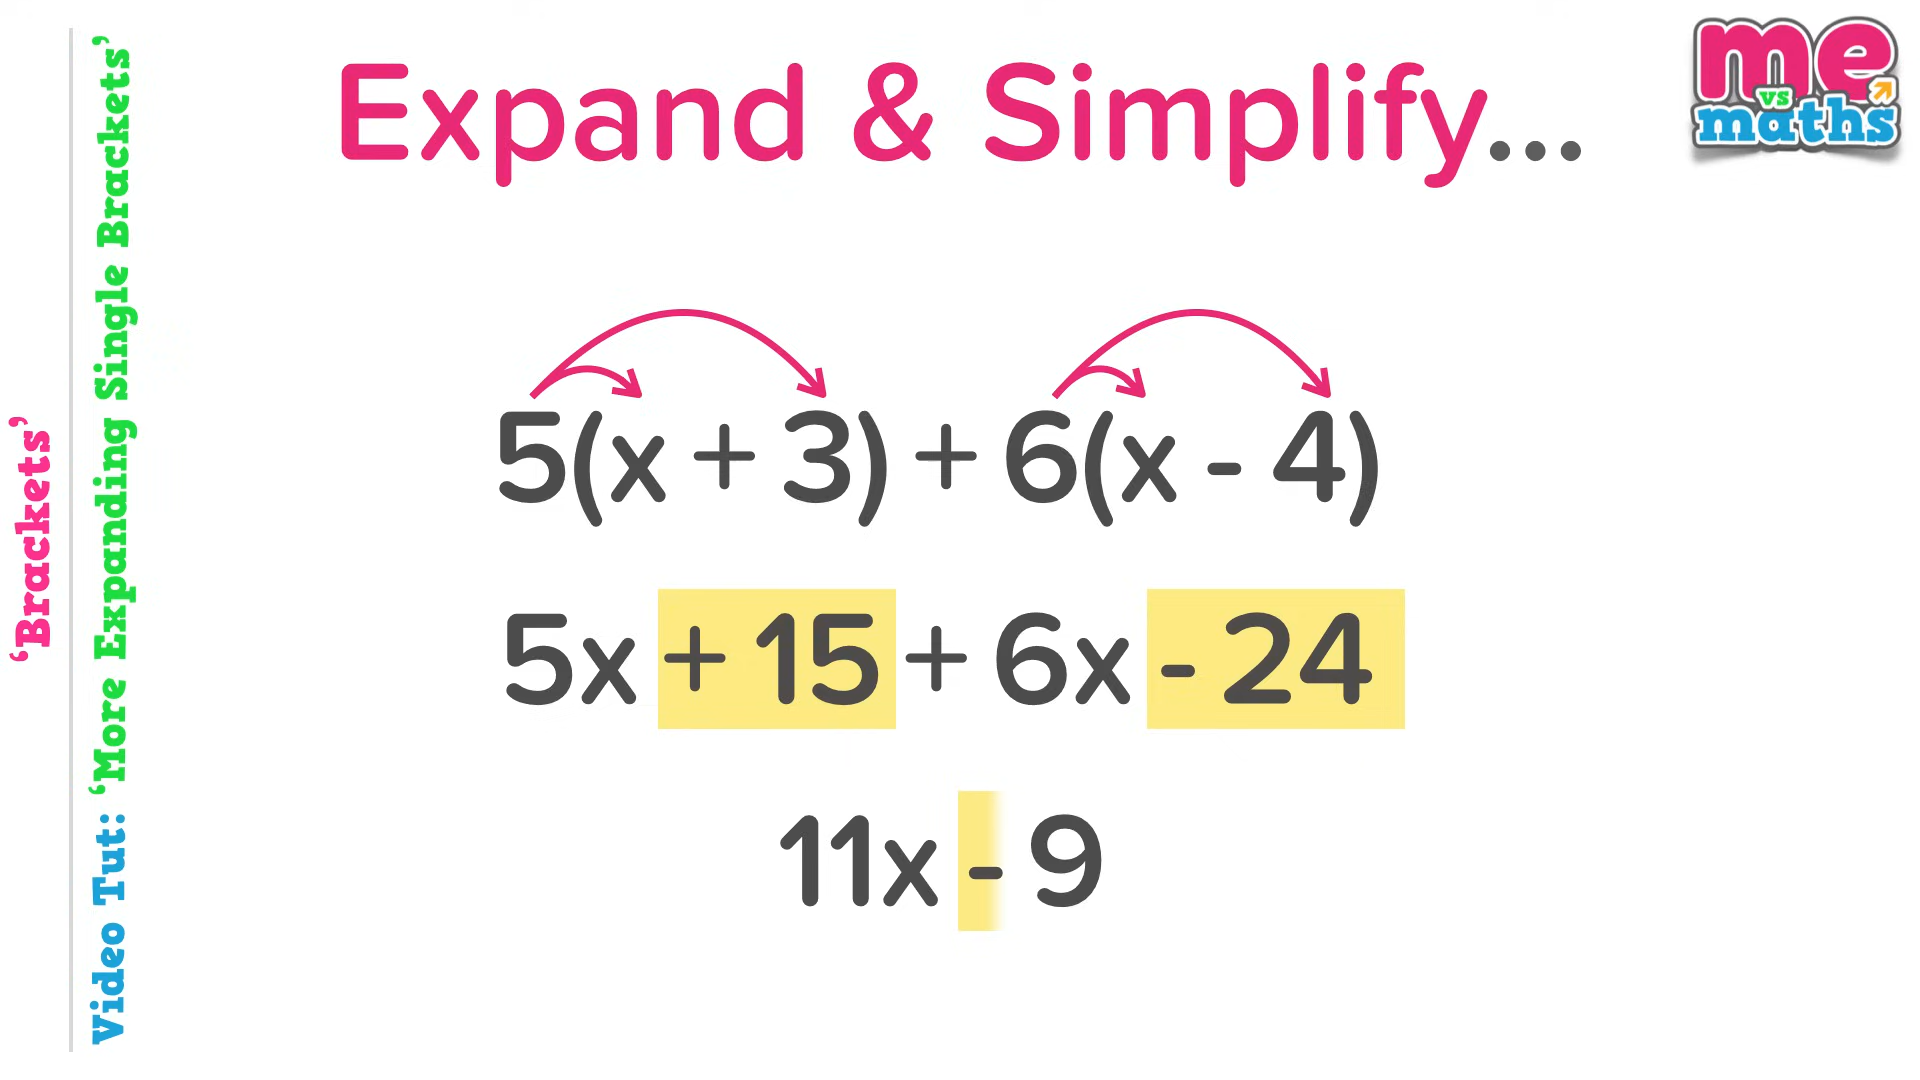 ‘Brackets’
Video Tut: ‘More Expanding Single Brackets’
Expand & Simplify...
me
vs
maths
5(x + 3) + 6(x - 4)
5x + 15 + 6x - 24
11x - 9